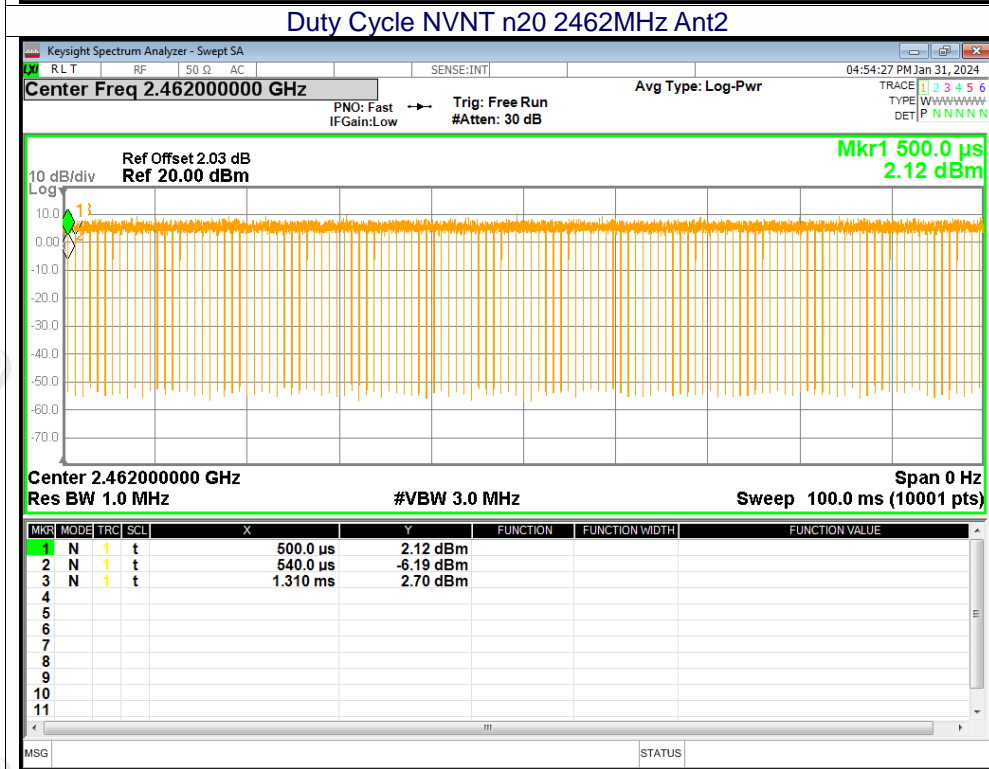 Duty Cycle NVNT n20 2462MHz Ant2
Keysight Spectrum Analyzer - Swept SA
LXI RLT RF 50 Ω AC SENSE:INT 04:54:27 PM Jan 31, 2024
Center Freq 2.462000000 GHz Avg Type: Log-Pwr TRACE 1 2 3 4 5 6
PNO: Fast Trig: Free Run TYPE WWWWWWW
IFGain:Low #Atten: 30 dB DET P N N N N N
Mkr1 500.0 µs
Ref Offset 2.03 dB
10 dB/div Ref 20.00 dBm 2.12 dBm
Log
10.0
0.00
-10.0
-20.0
-30.0
-40.0
-50.0
-60.0
-70.0
1
3
2
Center 2.462000000 GHz Span 0 Hz
Res BW 1.0 MHz #VBW 3.0 MHz Sweep 100.0 ms (10001 pts)
MKR MODE TRC SCL X Y FUNCTION FUNCTION WIDTH FUNCTION VALUE
1 N 1 t 500.0 µs 2.12 dBm
2 N 1 t 540.0 µs -6.19 dBm
3 N 1 t 1.310 ms 2.70 dBm
4
5
6
7
8
9
10
11
MSG STATUS